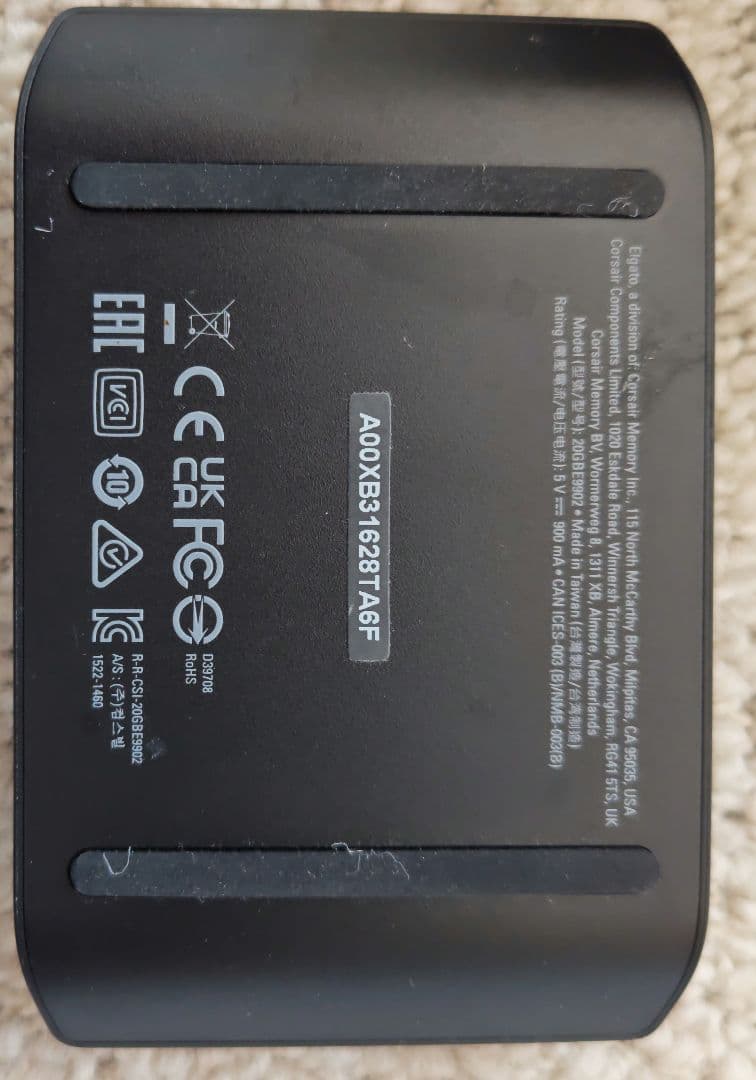 Elgato, a division of: Corsair Memory Inc., 115 North McCarthy Blvd, Milpitas, CA 95035, USA
Corsair Components Limited, 1020 Eskdale Road, Winnersh Triangle, Wokingham, RG41 5TS, UK
Corsair Memory BV, Wormerweg 8, 1311 XB, Almere, Netherlands
Model (型號/型号): 20GBE9902 • Made in Taiwan (台灣製造/台湾制造)
Rating (電壓電流/电压电流): 5 V ⎓ 900 mA • CAN ICES-003 (B)/NMB-003(B)
A00XB31628TA6F
CE UK CA FC D39708
RoHS
EAC VCI 10 R-R-CSI-20GBE9902
A/S : (주)컴스빌
1522-1460